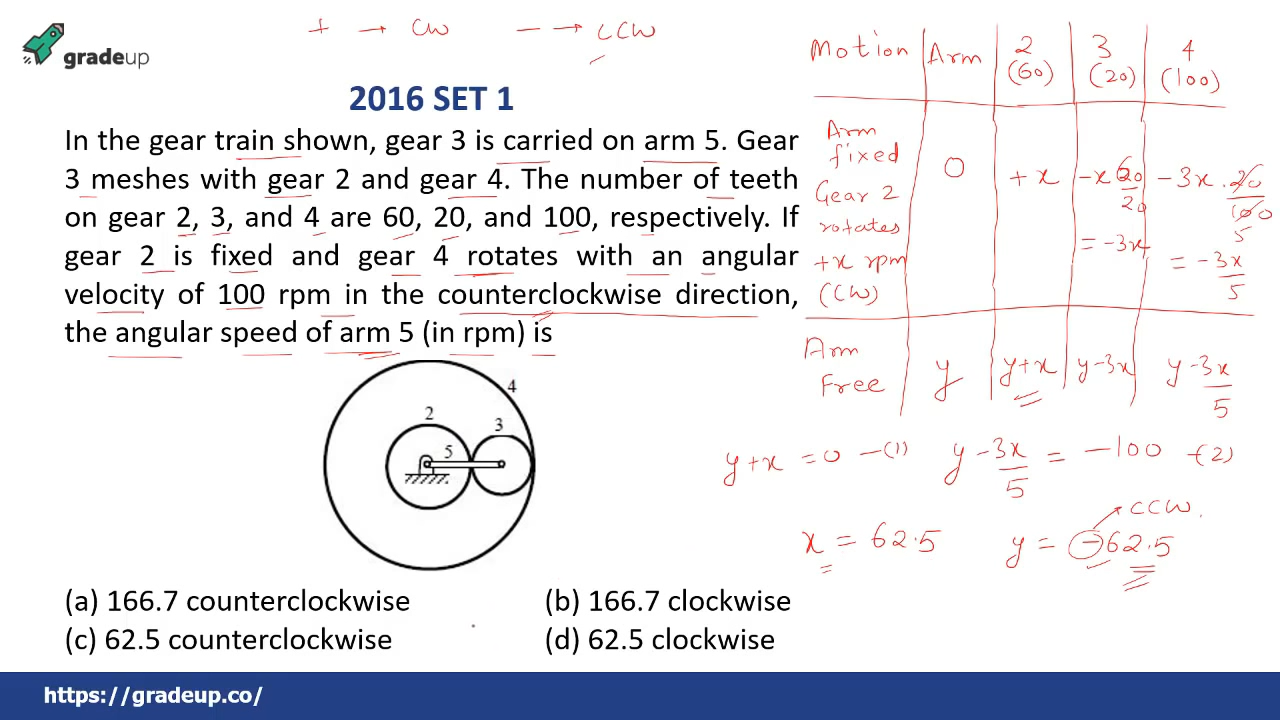 gradeup
+ → CW — → CCW
2016 SET 1
In the gear train shown, gear 3 is carried on arm 5. Gear
3 meshes with gear 2 and gear 4. The number of teeth
on gear 2, 3, and 4 are 60, 20, and 100, respectively. If
gear 2 is fixed and gear 4 rotates with an angular
velocity of 100 rpm in the counterclockwise direction,
the angular speed of arm 5 (in rpm) is
4
2
3
5
(a) 166.7 counterclockwise
(b) 166.7 clockwise
(c) 62.5 counterclockwise
(d) 62.5 clockwise
Motion Arm 2 3 4
(60) (20) (100)
Arm
fixed
Gear 2
rotates
+x rpm
(CW)
0
+x
-x 60/20
= -3x
-3x . 20/100
5
= -3x/5
Arm
Free
y
y+x
y-3x
y-3x/5
y+x = 0 —(1)
y-3x/5 = -100 -(2)
CCW
x = 62.5
y = -62.5
https://gradeup.co/